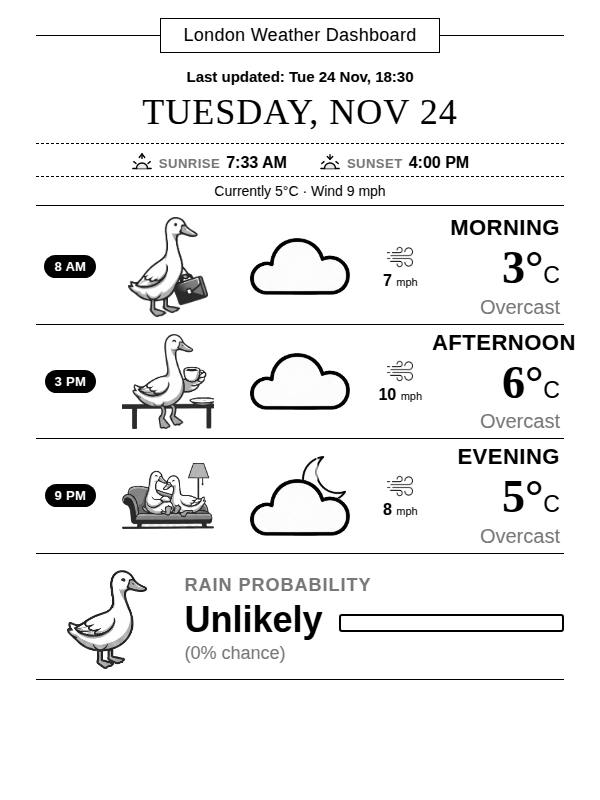 London Weather Dashboard
Last updated: Tue 24 Nov, 18:30
TUESDAY, NOV 24
SUNRISE 7:33 AM SUNSET 4:00 PM
Currently 5°C · Wind 9 mph
MORNING
8 AM
7 mph
3°C
Overcast
AFTERNOON
3 PM
10 mph
6°C
Overcast
EVENING
9 PM
8 mph
5°C
Overcast
RAIN PROBABILITY
Unlikely
(0% chance)